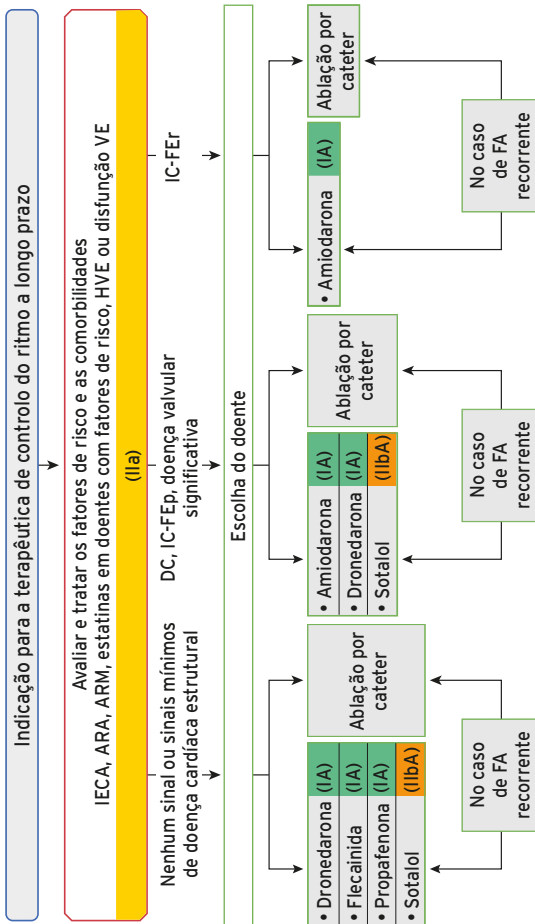 Indicação para a terapêutica de controlo do ritmo a longo prazo
Avaliar e tratar os fatores de risco e as comorbilidades
IECA, ARA, ARM, estatinas em doentes com fatores de risco, HVE ou disfunção VE
(IIa)
Nenhum sinal ou sinais mínimos
de doença cardíaca estrutural
DC, IC-FEp, doença valvular
significativa
IC-FEr
Escolha do doente
• Dronedarona (IA)
• Flecainida (IA)
• Propafenona (IA)
• Sotalol (IIbA)
Ablação por
cateter
No caso
de FA
recorrente
• Amiodarona (IA)
• Dronedarona (IA)
• Sotalol (IIbA)
Ablação por
cateter
No caso
de FA
recorrente
• Amiodarona (IA)
Ablação por
cateter
No caso
de FA
recorrente